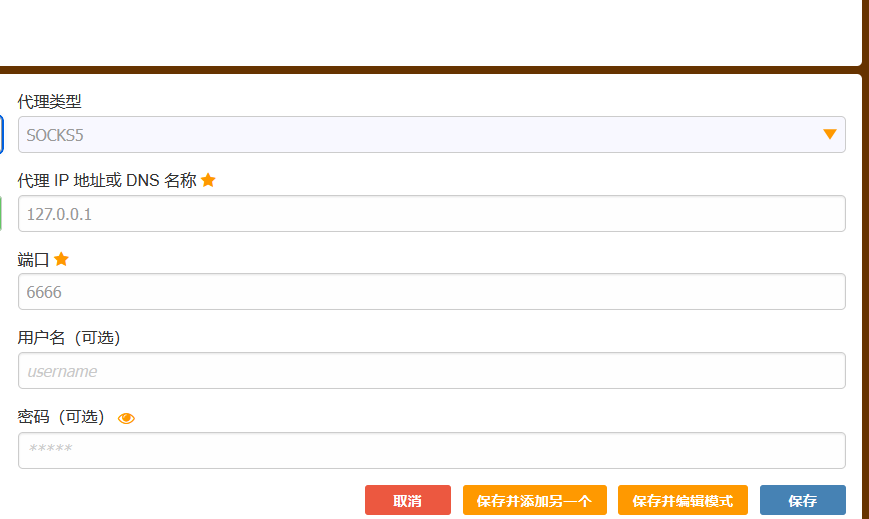 代理类型
SOCKS5
代理 IP 地址或 DNS 名称
127.0.0.1
端口
6666
用户名（可选）
username
密码（可选）
*****
取消 保存并添加另一个 保存并编辑模式 保存